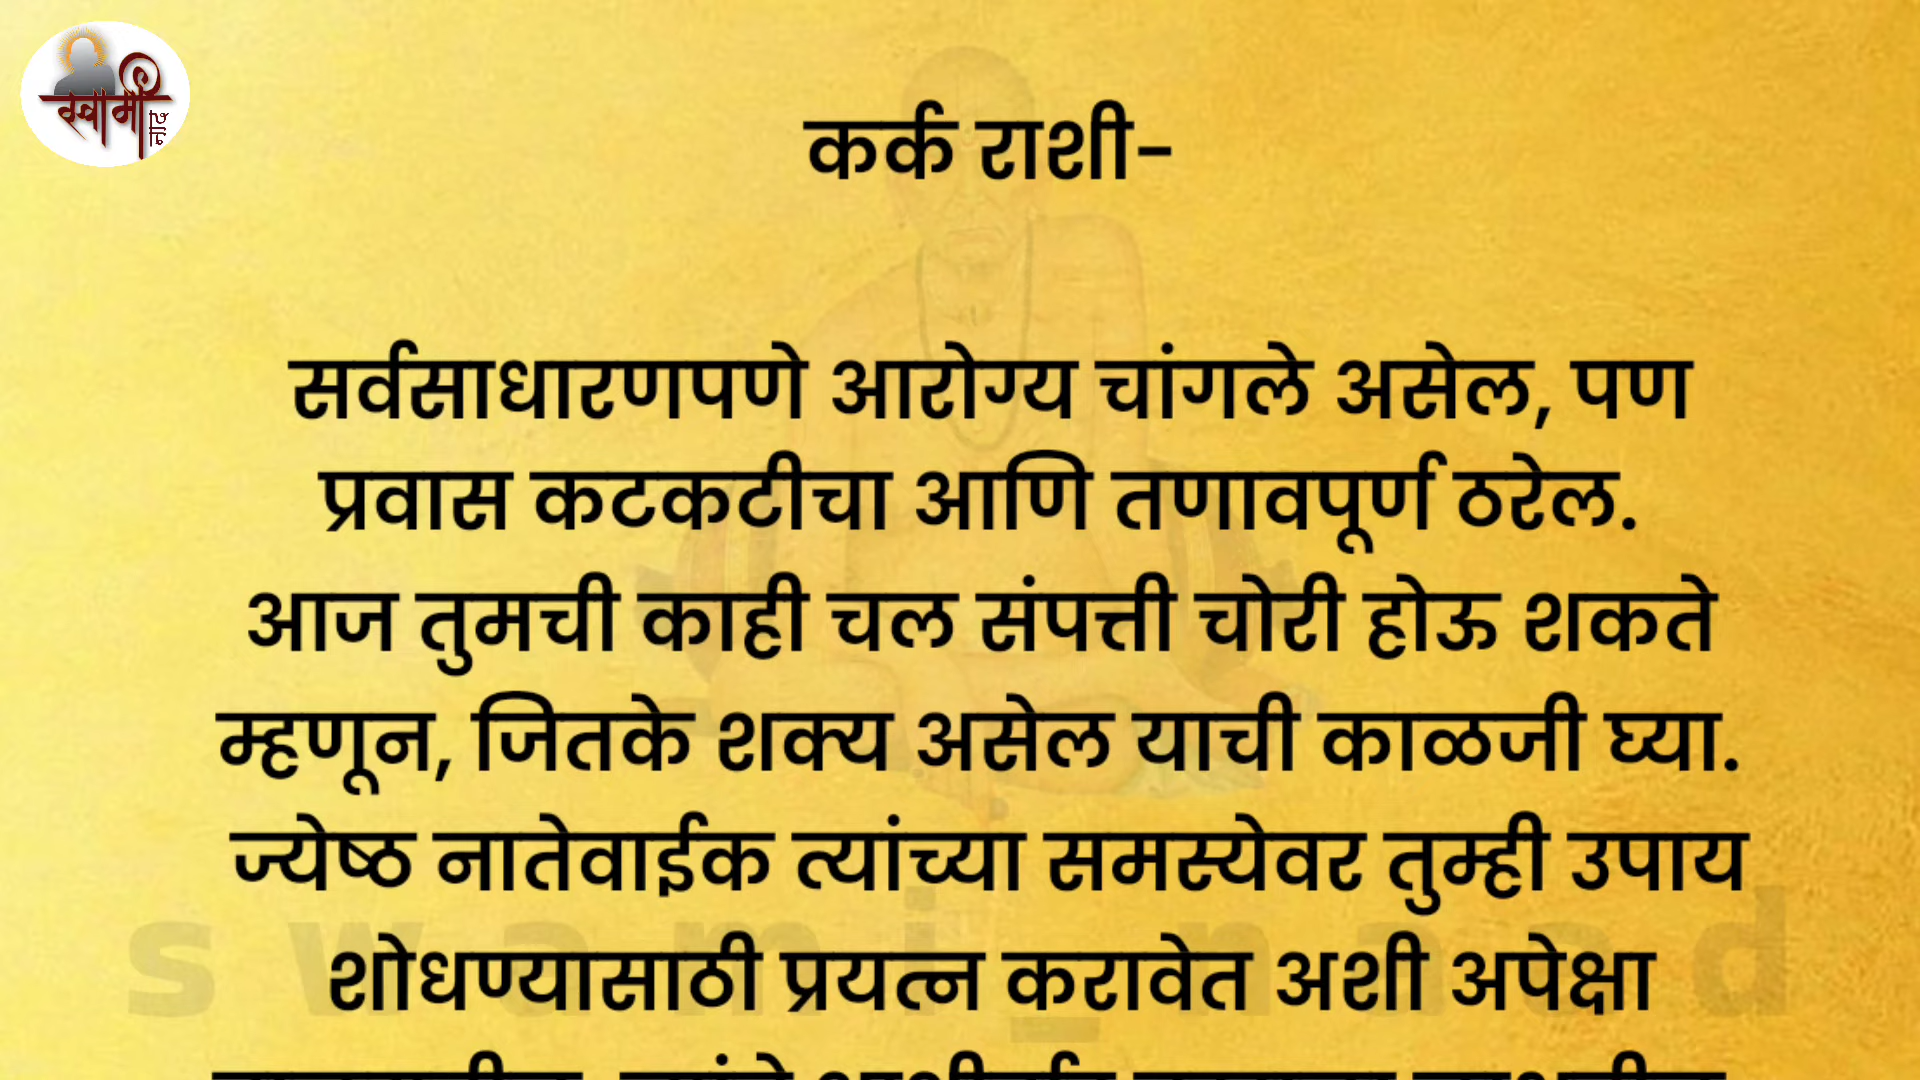 स्वामी
नाद
कर्क राशी-
सर्वसाधारणपणे आरोग्य चांगले असेल, पण
प्रवास कटकटीचा आणि तणावपूर्ण ठरेल.
आज तुमची काही चल संपत्ती चोरी होऊ शकते
म्हणून, जितके शक्य असेल याची काळजी घ्या.
ज्येष्ठ नातेवाईक त्यांच्या समस्येवर तुम्ही उपाय
शोधण्यासाठी प्रयत्न करावेत अशी अपेक्षा
swami_naad